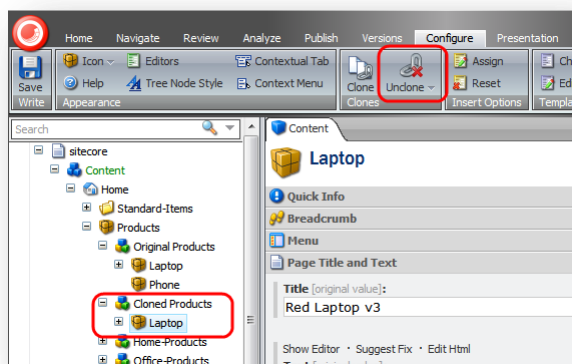 Home Navigate Review Analyze Publish Versions Configure Presentation
Icon Editors Contextual Tab Assign
Save Help Tree Node Style Context Menu Clone Unclone Reset
Write Appearance Clones Insert Options
Search
Content
sitecore
Laptop
Content
Home
Quick Info
Standard-Items
Breadcrumb
Products
Menu
Original Products
Page Title and Text
Laptop
Phone
Title [original value]:
Cloned Products
Red Laptop v3
Laptop
Home-Products
Show Editor · Suggest Fix · Edit Html
Office-Products